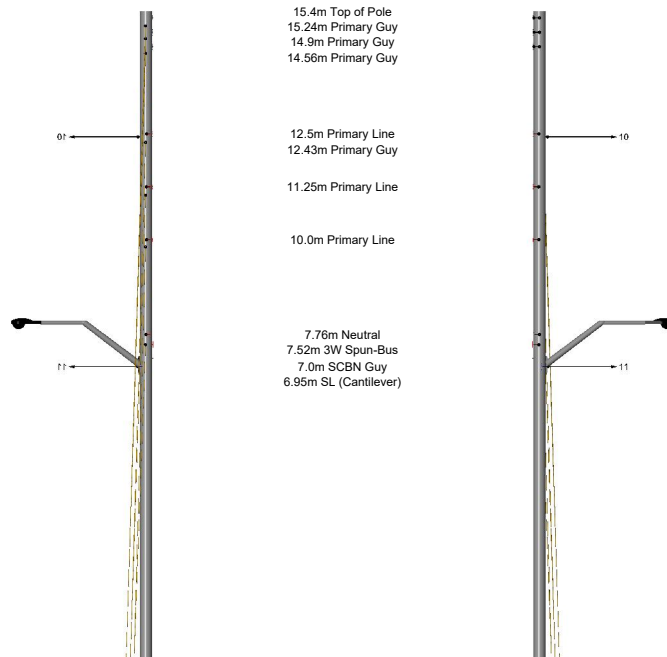 15.4m Top of Pole
15.24m Primary Guy
14.9m Primary Guy
14.56m Primary Guy
10
12.5m Primary Line
10
12.43m Primary Guy
11.25m Primary Line
10.0m Primary Line
7.76m Neutral
7.52m 3W Spun-Bus
11
7.0m SCBN Guy
11
6.95m SL (Cantilever)